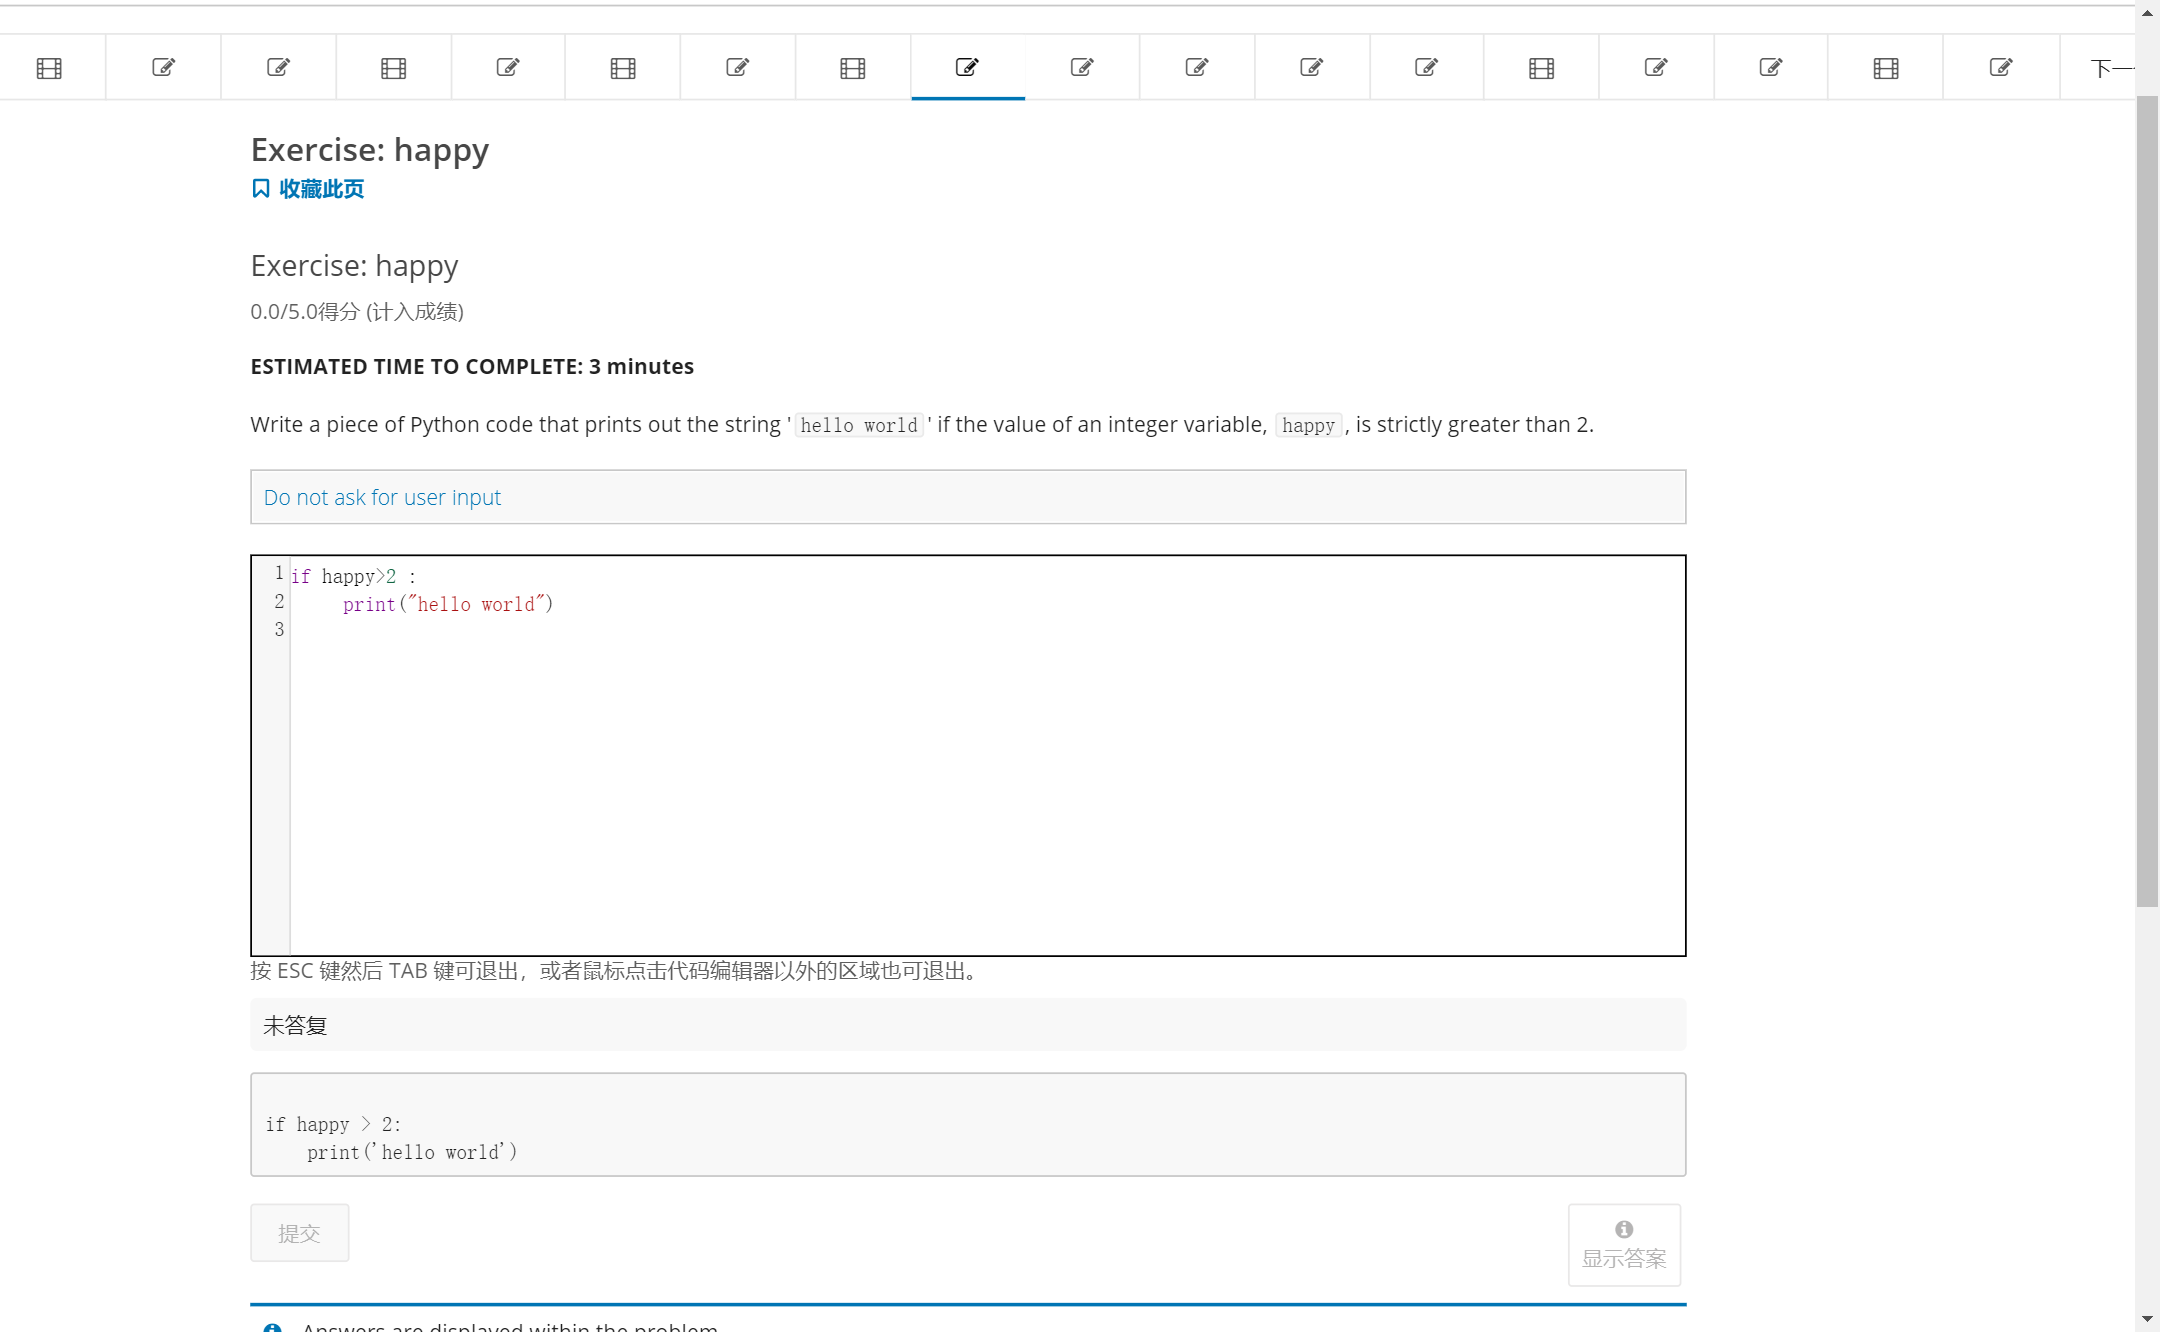 下一
Exercise: happy
收藏此页
Exercise: happy
0.0/5.0得分 (计入成绩)
ESTIMATED TIME TO COMPLETE: 3 minutes
Write a piece of Python code that prints out the string 'hello world' if the value of an integer variable, happy, is strictly greater than 2.
Do not ask for user input
1 if happy>2 :
2      print("hello world")
3
按 ESC 键然后 TAB 键可退出，或者鼠标点击代码编辑器以外的区域也可退出。
未答复
if happy > 2:
    print('hello world')
提交
显示答案
Answers are displayed within the problem